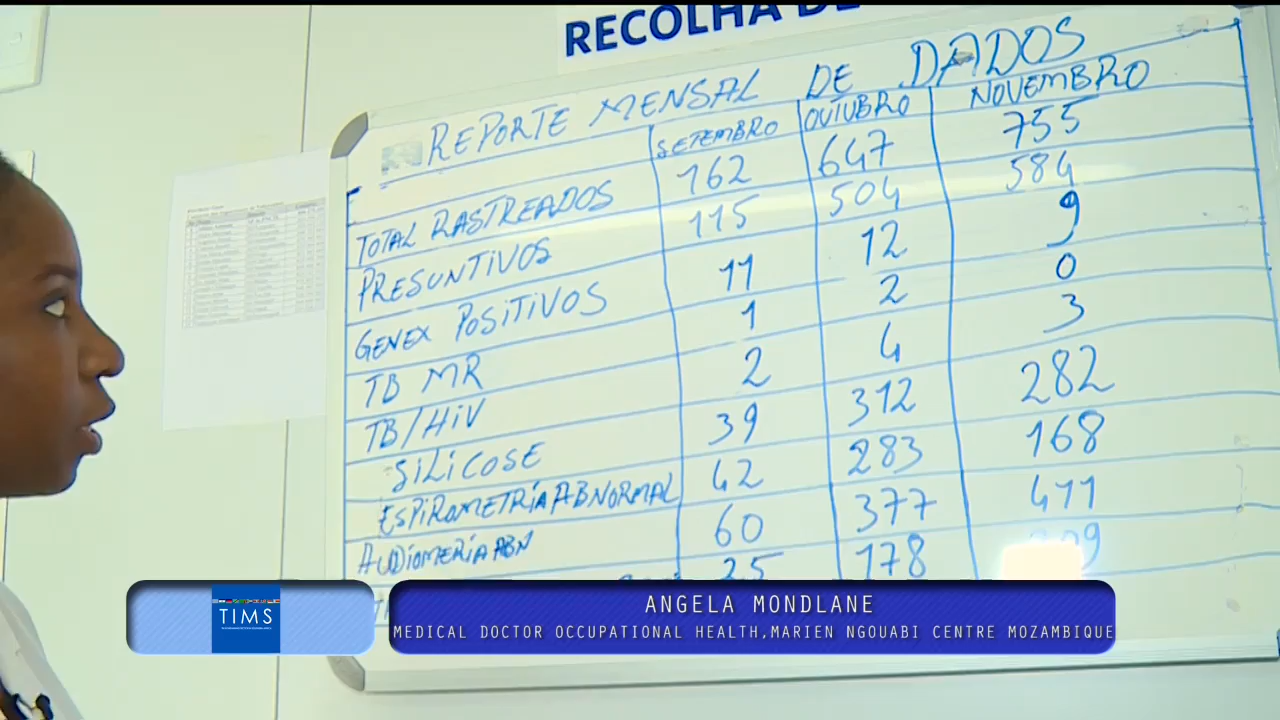 RECOLHA DE
REPORTE MENSAL DE DADOS
SETEMBRO OUTUBRO NOVEMBRO
TOTAL RASTREADOS 162 647 755
PRESUNTIVOS 115 504 584
GENEX POSITIVOS 11 12 9
TB MR 1 2 0
TB/HIV 2 4 3
SILICOSE 39 312 282
ESPIROMETRIA ABNORMAL 42 283 168
AUDIOMERIA ABN 60 377 411
25 178
TIMS
ANGELA MONDLANE
MEDICAL DOCTOR OCCUPATIONAL HEALTH,MARIEN NGOUABI CENTRE MOZAMBIQUE